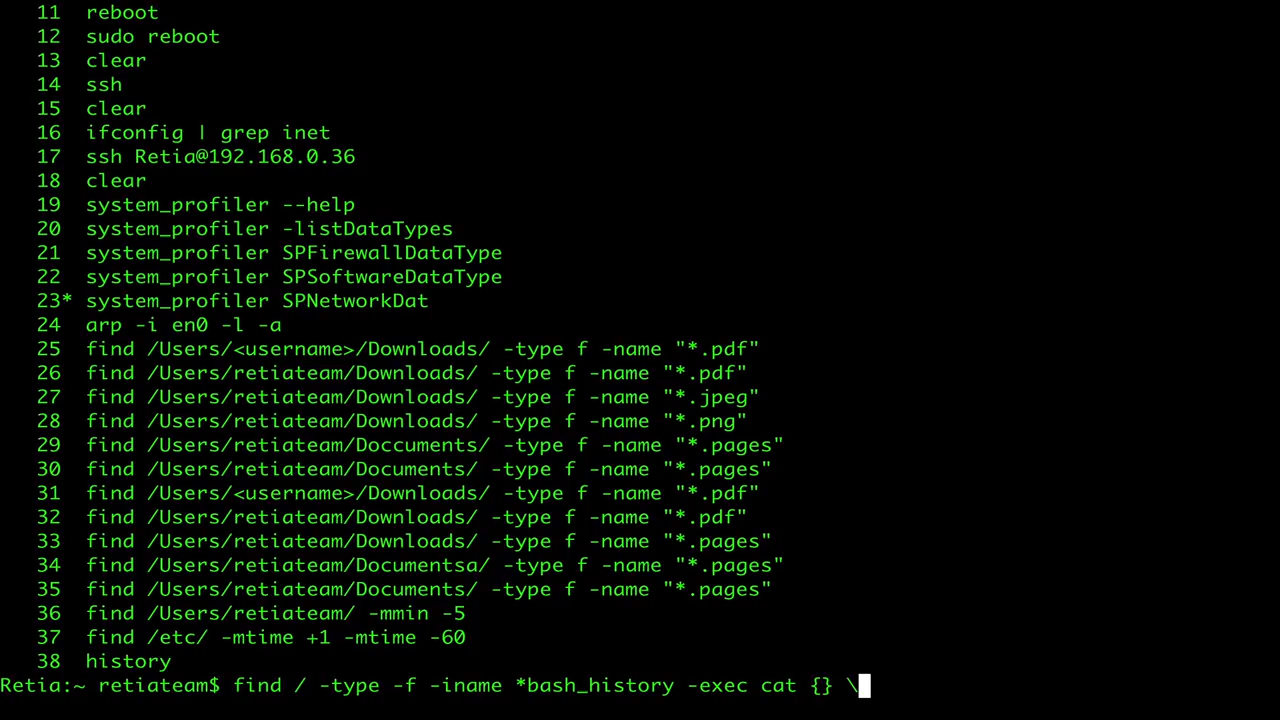 11 reboot
12 sudo reboot
13 clear
14 ssh
15 clear
16 ifconfig | grep inet
17 ssh Retia@192.168.0.36
18 clear
19 system_profiler --help
20 system_profiler -listDataTypes
21 system_profiler SPFirewallDataType
22 system_profiler SPSoftwareDataType
23* system_profiler SPNetworkDat
24 arp -i en0 -l -a
25 find /Users/<username>/Downloads/ -type f -name "*.pdf"
26 find /Users/retiateam/Downloads/ -type f -name "*.pdf"
27 find /Users/retiateam/Downloads/ -type f -name "*.jpeg"
28 find /Users/retiateam/Downloads/ -type f -name "*.png"
29 find /Users/retiateam/Doccuments/ -type f -name "*.pages"
30 find /Users/retiateam/Documents/ -type f -name "*.pages"
31 find /Users/<username>/Downloads/ -type f -name "*.pdf"
32 find /Users/retiateam/Downloads/ -type f -name "*.pdf"
33 find /Users/retiateam/Downloads/ -type f -name "*.pages"
34 find /Users/retiateam/Documentsa/ -type f -name "*.pages"
35 find /Users/retiateam/Documents/ -type f -name "*.pages"
36 find /Users/retiateam/ -mmin -5
37 find /etc/ -mtime +1 -mtime -60
38 history
Retia:~ retiateam$ find / -type -f -iname *bash_history -exec cat {} \